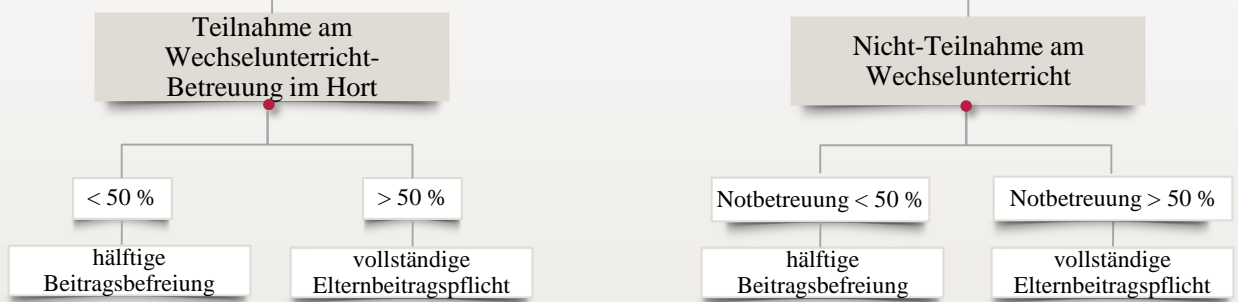 Teilnahme am
Wechselunterricht-
Betreuung im Hort
< 50 %
> 50 %
hälftige
Beitragsbefreiung
vollständige
Elternbeitragspflicht
Nicht-Teilnahme am
Wechselunterricht
Notbetreuung < 50 %
Notbetreuung > 50 %
hälftige
Beitragsbefreiung
vollständige
Elternbeitragspflicht